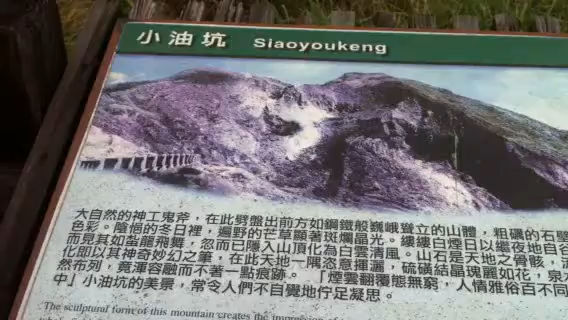 小油坑 Siaoyoukeng
大自然的神工鬼斧，在此劈盤出前方如鋼鐵般巍峨聳立的山體，粗礪的石壁
色彩。陰悒的冬日裡，遍野的芒草顯著斑斕晶光。縷縷白煙日以繼夜地自
而見其如蚩龍飛舞，忽而已隱入山頂化為白雲清風。山石是天地之骨骸，
化即以其神奇妙幻之筆，在此天地一隅恣意揮灑，硫磺結晶瑰麗如花，泉
然布列，竟渾容融而不著一點痕跡。「煙雲翻覆態無窮，人情雅俗百不同
中」小油坑的美景，常令人們不自覺地佇足凝思。
The sculptural form of this mountain creates the impression of